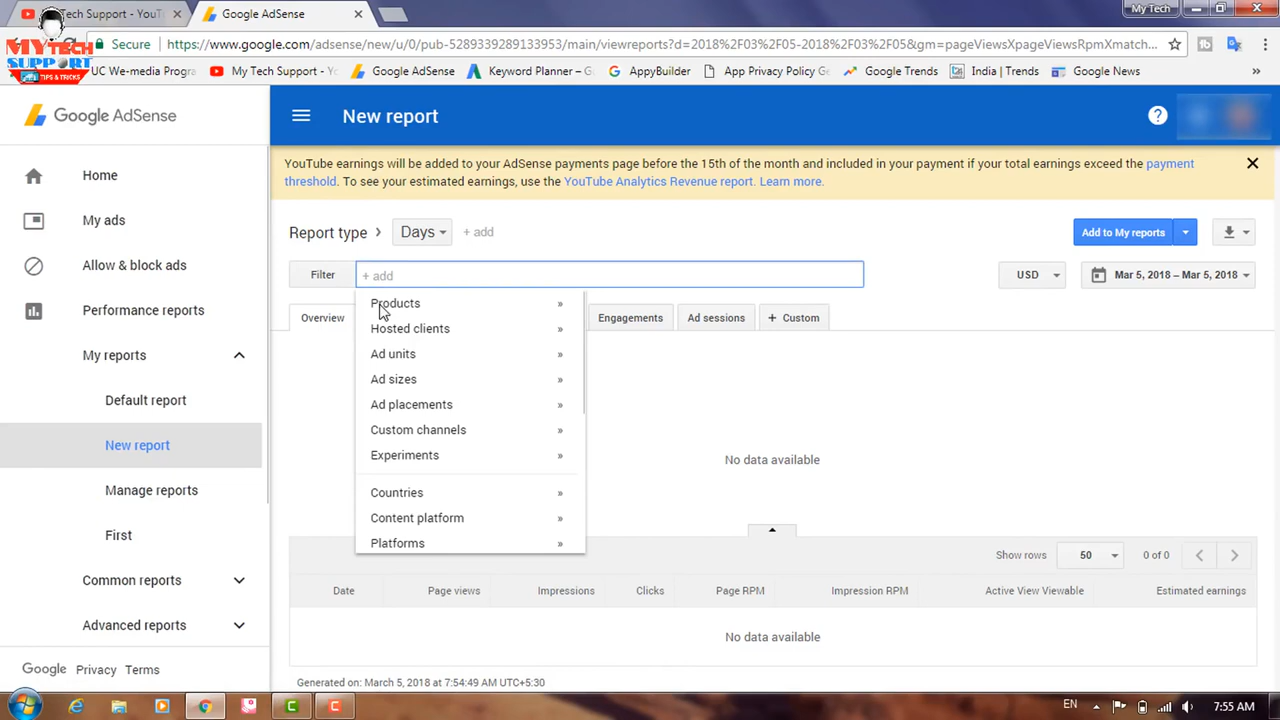 Tech Support - YouT
Google AdSense
My Tech
MY TECH
SUPPORT
TIPS & TRICKS
Secure
https://www.google.com/adsense/new/u/0/pub-5289339289133953/main/viewreports?d=2018%2F03%2F05-2018%2F03%2F05&gm=pageViewsXpageViewsRpmXmatch...
UC We-media Progra
My Tech Support - Yo
Google AdSense
Keyword Planner – G
AppyBuilder
App Privacy Policy Ge
Google Trends
India | Trends
Google News
»
Google AdSense
New report
?
YouTube earnings will be added to your AdSense payments page before the 15th of the month and included in your payment if your total earnings exceed the payment
threshold. To see your estimated earnings, use the YouTube Analytics Revenue report. Learn more.
Home
My ads
Allow & block ads
Performance reports
My reports
Default report
New report
Manage reports
First
Common reports
Advanced reports
Google Privacy Terms
Report type › Days + add
Add to My reports
Filter + add
USD
Mar 5, 2018 – Mar 5, 2018
Products »
Hosted clients »
Ad units »
Ad sizes »
Ad placements »
Custom channels »
Experiments »
Countries »
Content platform »
Platforms »
Overview
Engagements
Ad sessions
+ Custom
No data available
Show rows 50 0 of 0
Date Page views Impressions Clicks Page RPM Impression RPM Active View Viewable Estimated earnings
No data available
Generated on: March 5, 2018 at 7:54:49 AM UTC+5:30
EN
7:55 AM